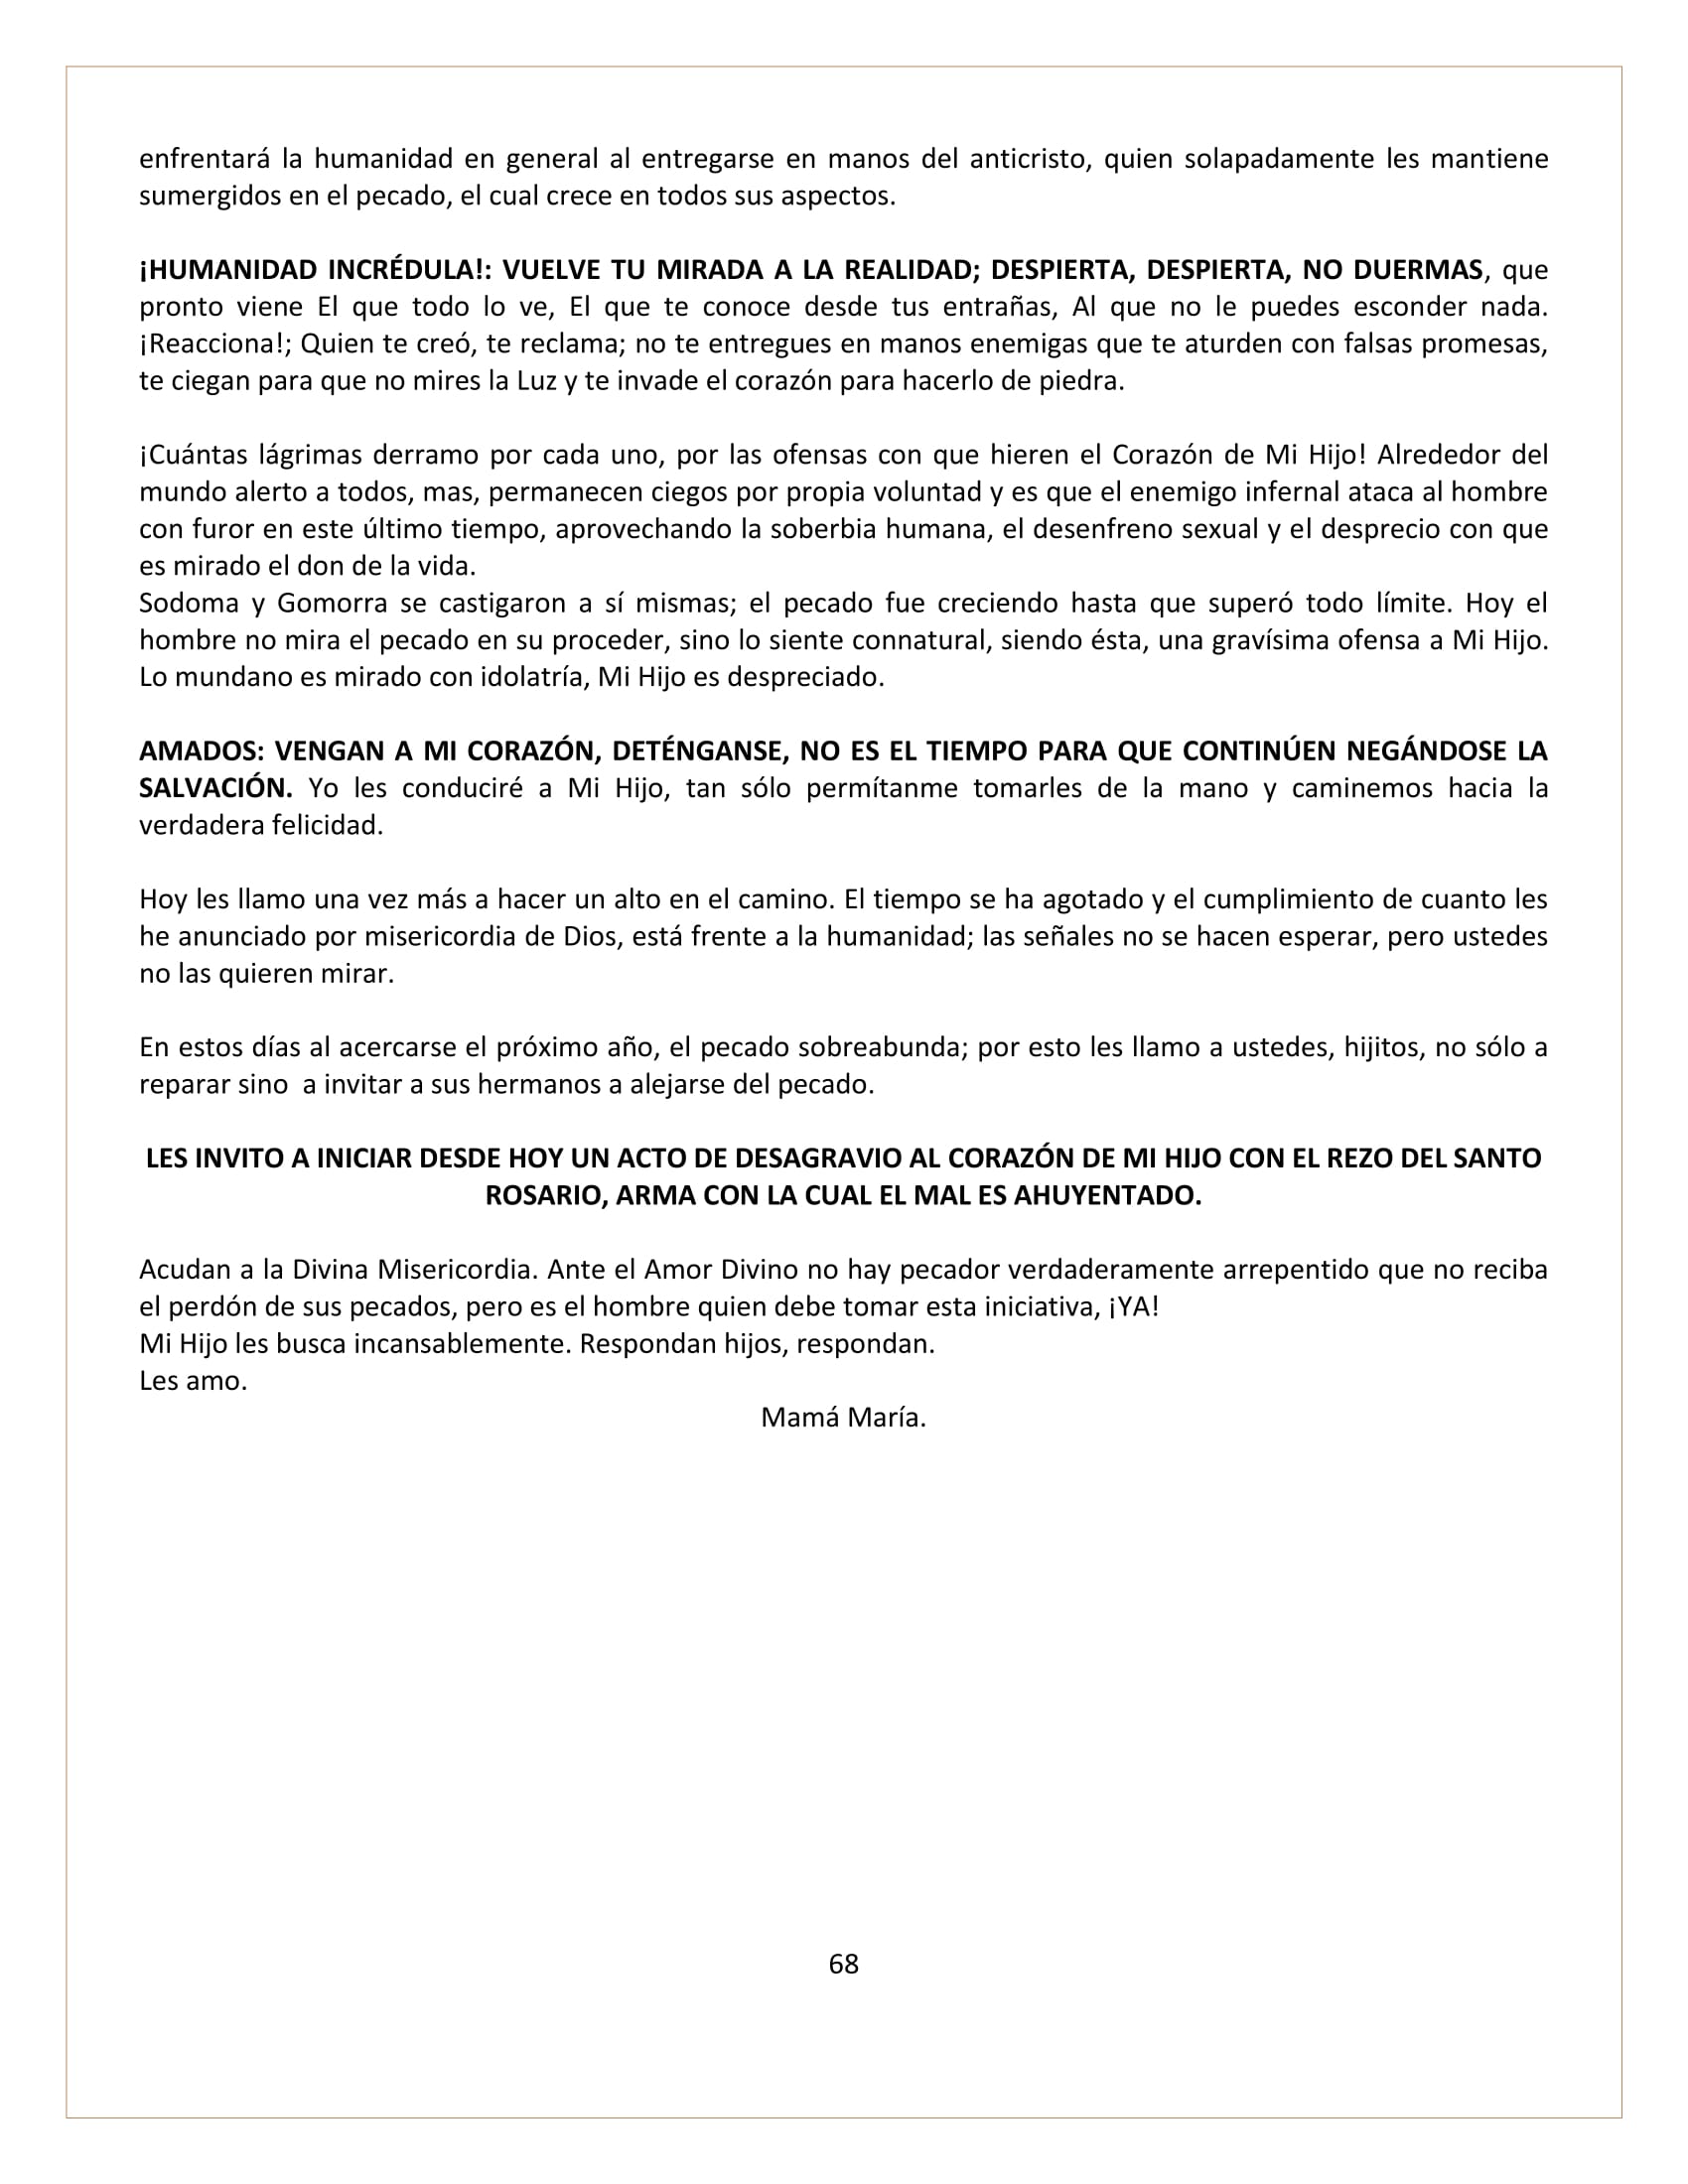 enfrentará la humanidad en general al entregarse en manos del anticristo, quien solapadamente les mantiene
sumergidos en el pecado, el cual crece en todos sus aspectos.
¡HUMANIDAD INCRÉDULA!: VUELVE TU MIRADA A LA REALIDAD; DESPIERTA, DESPIERTA, NO DUERMAS, que
pronto viene El que todo lo ve, El que te conoce desde tus entrañas, Al que no le puedes esconder nada.
¡Reacciona!; Quien te creó, te reclama; no te entregues en manos enemigas que te aturden con falsas promesas,
te ciegan para que no mires la Luz y te invade el corazón para hacerlo de piedra.
¡Cuántas lágrimas derramo por cada uno, por las ofensas con que hieren el Corazón de Mi Hijo! Alrededor del
mundo alerto a todos, mas, permanecen ciegos por propia voluntad y es que el enemigo infernal ataca al hombre
con furor en este último tiempo, aprovechando la soberbia humana, el desenfreno sexual y el desprecio con que
es mirado el don de la vida.
Sodoma y Gomorra se castigaron a sí mismas; el pecado fue creciendo hasta que superó todo límite. Hoy el
hombre no mira el pecado en su proceder, sino lo siente connatural, siendo ésta, una gravísima ofensa a Mi Hijo.
Lo mundano es mirado con idolatría, Mi Hijo es despreciado.
AMADOS: VENGAN A MI CORAZÓN, DETÉNGANSE, NO ES EL TIEMPO PARA QUE CONTINÚEN NEGÁNDOSE LA
SALVACIÓN. Yo les conduciré a Mi Hijo, tan sólo permítanme tomarles de la mano y caminemos hacia la
verdadera felicidad.
Hoy les llamo una vez más a hacer un alto en el camino. El tiempo se ha agotado y el cumplimiento de cuanto les
he anunciado por misericordia de Dios, está frente a la humanidad; las señales no se hacen esperar, pero ustedes
no las quieren mirar.
En estos días al acercarse el próximo año, el pecado sobreabunda; por esto les llamo a ustedes, hijitos, no sólo a
reparar sino  a invitar a sus hermanos a alejarse del pecado.
LES INVITO A INICIAR DESDE HOY UN ACTO DE DESAGRAVIO AL CORAZÓN DE MI HIJO CON EL REZO DEL SANTO
ROSARIO, ARMA CON LA CUAL EL MAL ES AHUYENTADO.
Acudan a la Divina Misericordia. Ante el Amor Divino no hay pecador verdaderamente arrepentido que no reciba
el perdón de sus pecados, pero es el hombre quien debe tomar esta iniciativa, ¡YA!
Mi Hijo les busca incansablemente. Respondan hijos, respondan.
Les amo.
Mamá María.
68